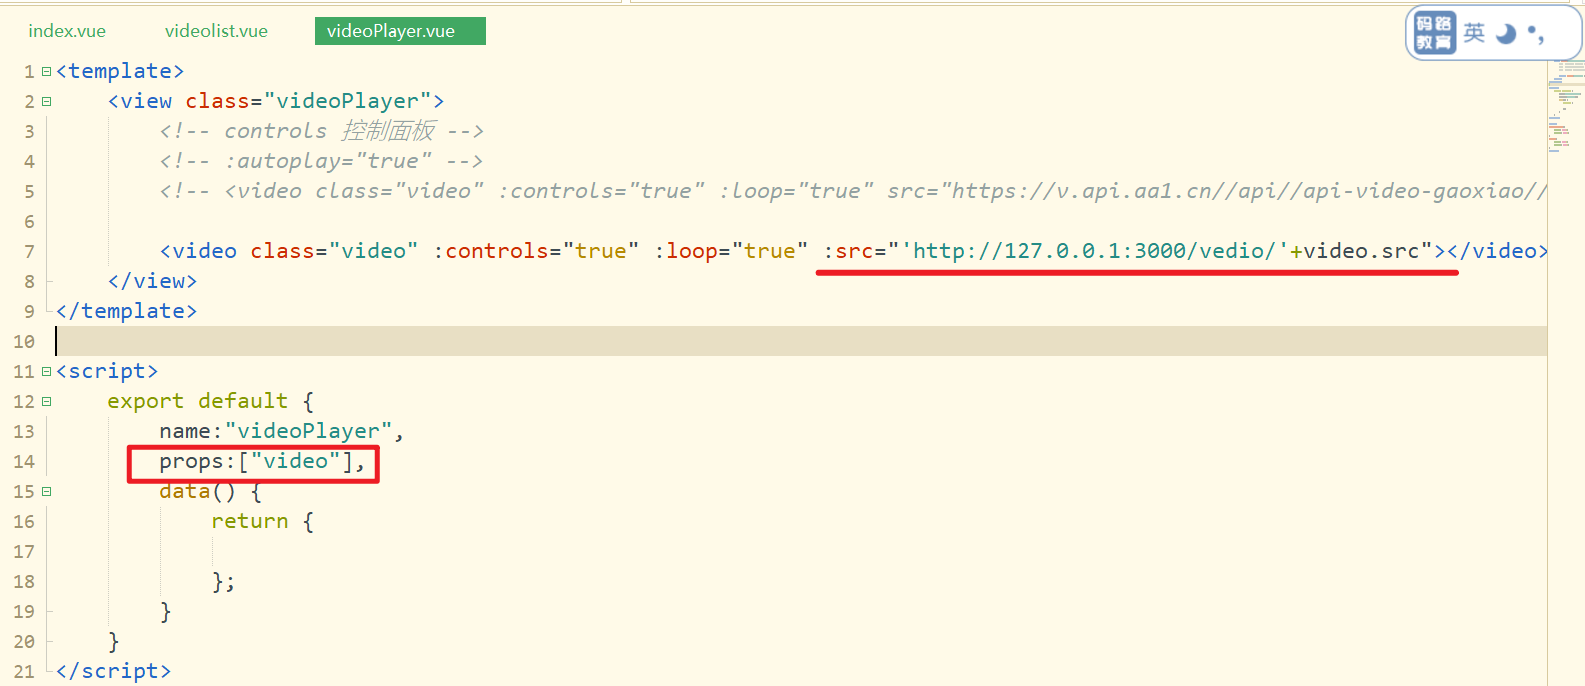 index.vue videolist.vue videoPlayer.vue
码路教育 英
1 <template>
2 <view class="videoPlayer">
3 <!-- controls 控制面板 -->
4 <!-- :autoplay="true" -->
5 <!-- <video class="video" :controls="true" :loop="true" src="https://v.api.aa1.cn//api//api-video-gaoxiao//
6
7 <video class="video" :controls="true" :loop="true" :src="'http://127.0.0.1:3000/vedio/'+video.src"></video>
8 </view>
9 </template>
10
11 <script>
12 export default {
13 name:"videoPlayer",
14 props:["video"],
15 data() {
16 return {
17
18 };
19 }
20 }
21 </script>